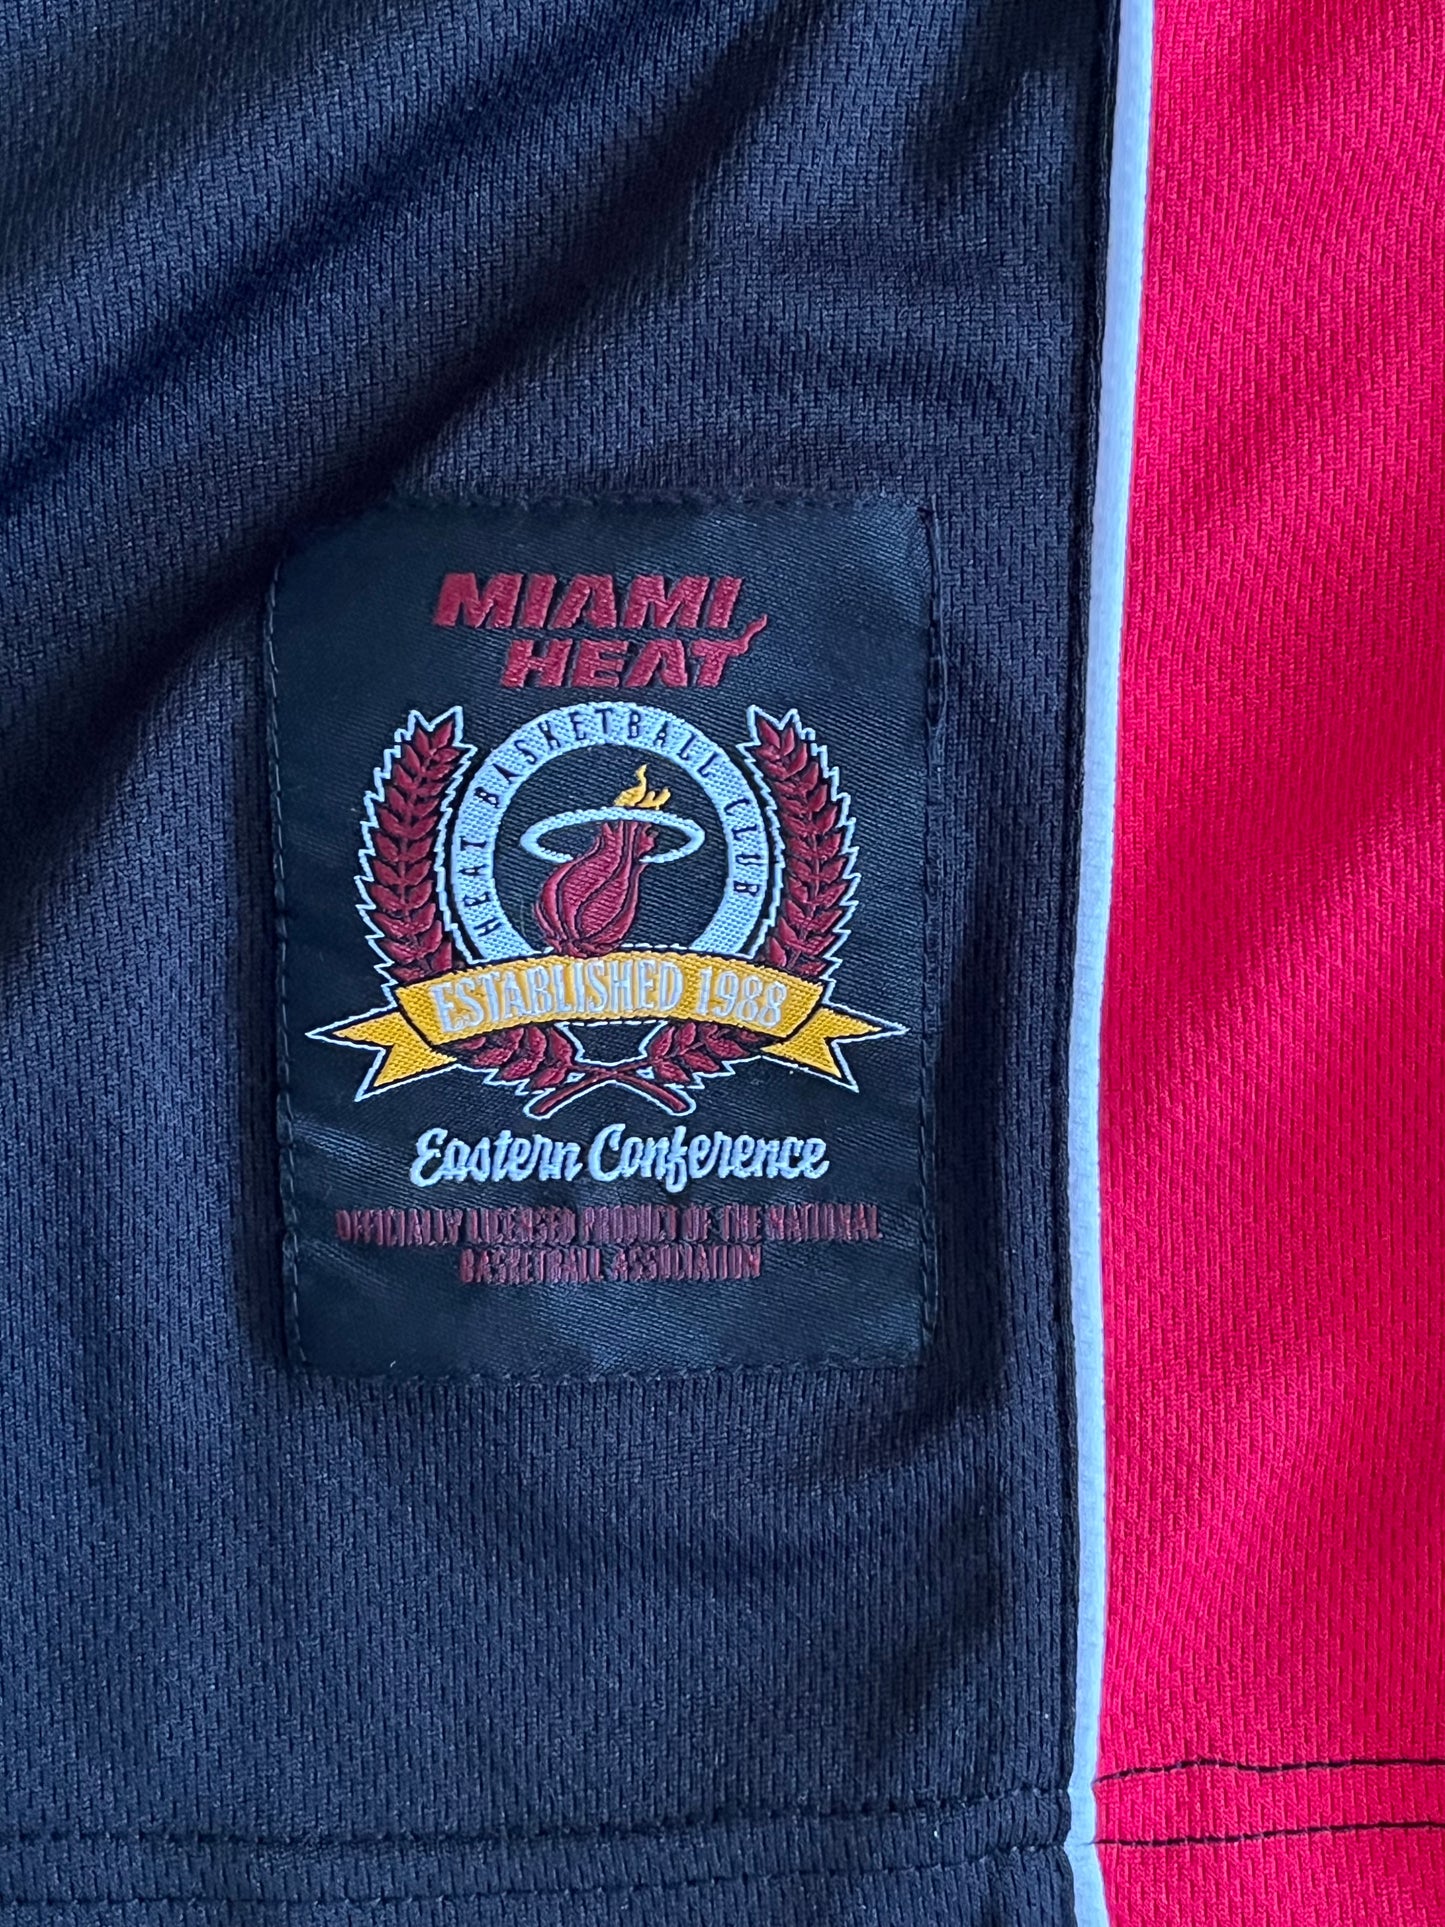 MIAMI
HEAT
HEAT BASKETBALL CLUB
ESTABLISHED 1988
Eastern Conference
OFFICIALLY LICENSED PRODUCT OF THE NATIONAL
BASKETBALL ASSOCIATION